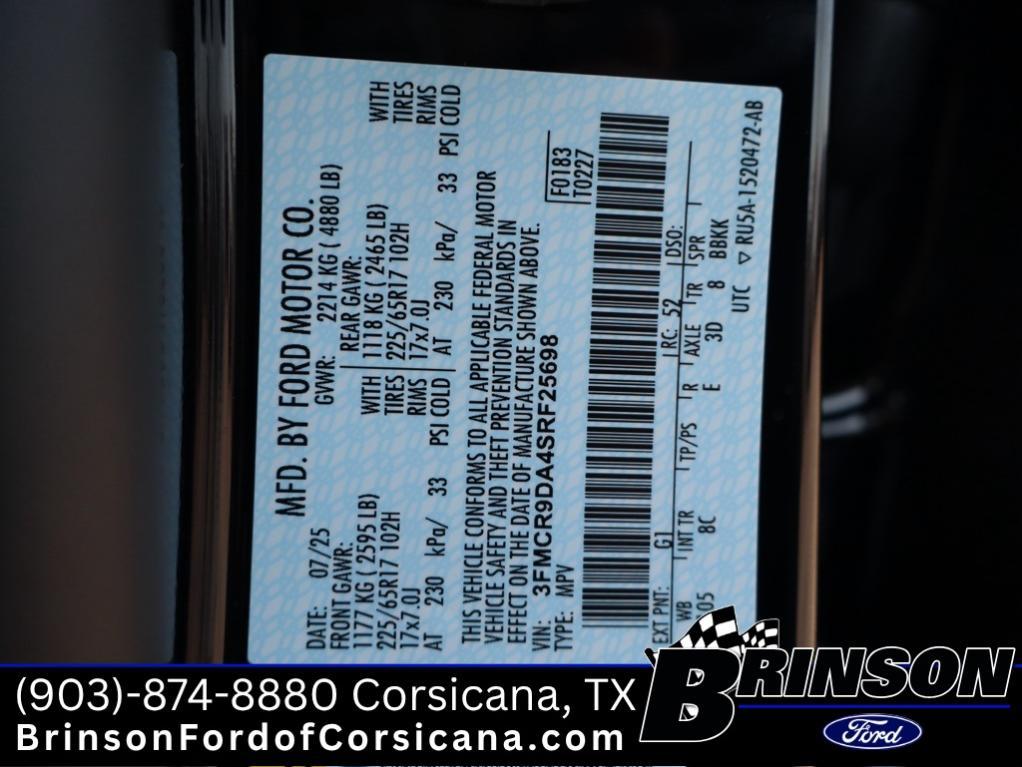 MFD. BY FORD MOTOR CO.
DATE: 07/25 GVWR: 2214 KG ( 4880 LB)
FRONT GAWR: REAR GAWR:
1177 KG ( 2595 LB) WITH 1118 KG ( 2465 LB) WITH
225/65R17 102H TIRES 225/65R17 102H TIRES
17x7.0J RIMS 17x7.0J RIMS
AT 230 kPa/ 33 PSI COLD AT 230 kPa/ 33 PSI COLD
THIS VEHICLE CONFORMS TO ALL APPLICABLE FEDERAL MOTOR
VEHICLE SAFETY AND THEFT PREVENTION STANDARDS IN
EFFECT ON THE DATE OF MANUFACTURE SHOWN ABOVE.
VIN: 3FMCR9DA4SRF25698 F0183
TYPE: MPV T0227
EXT PNT: G1 RC: 52 DSO:
WB INT TR TP/PS R AXLE TR SPR
05 8C E 3D 8 BBKK
UTC ▽ RU5A-1520472-AB
(903)-874-8880 Corsicana, TX
BrinsonFordofCorsicana.com
BRINSON
Ford